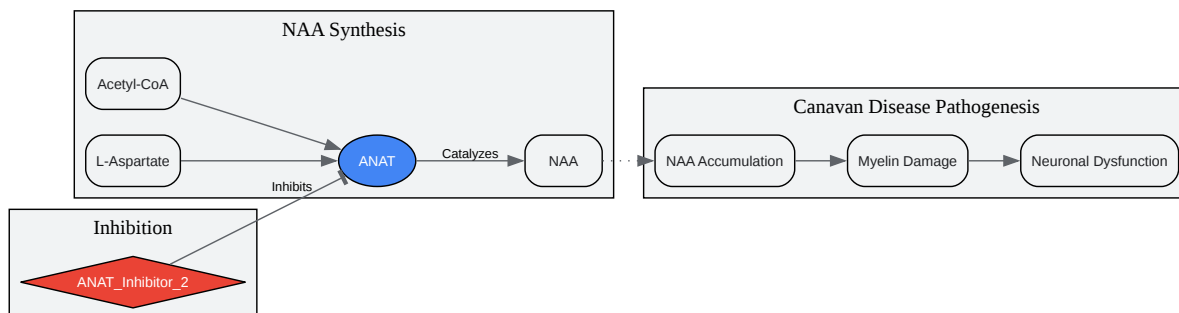 NAA Synthesis
Acetyl-CoA
L-Aspartate
ANAT
Catalyzes
NAA
Inhibits
Canavan Disease Pathogenesis
NAA Accumulation
Myelin Damage
Neuronal Dysfunction
Inhibition
ANAT_Inhibitor_2